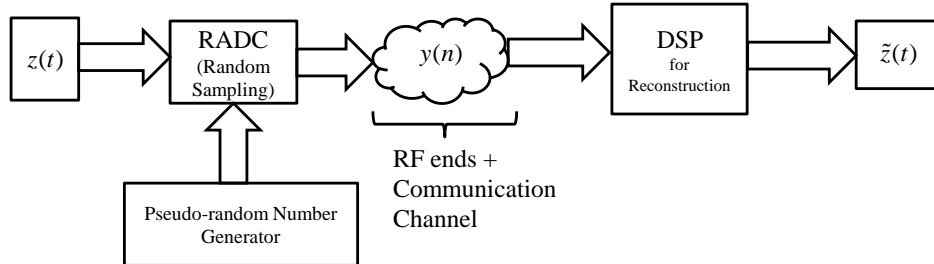 z(t)
RADC
(Random
Sampling)
y(n)
DSP
for
Reconstruction
z̃(t)
RF ends +
Communication
Channel
Pseudo-random Number
Generator